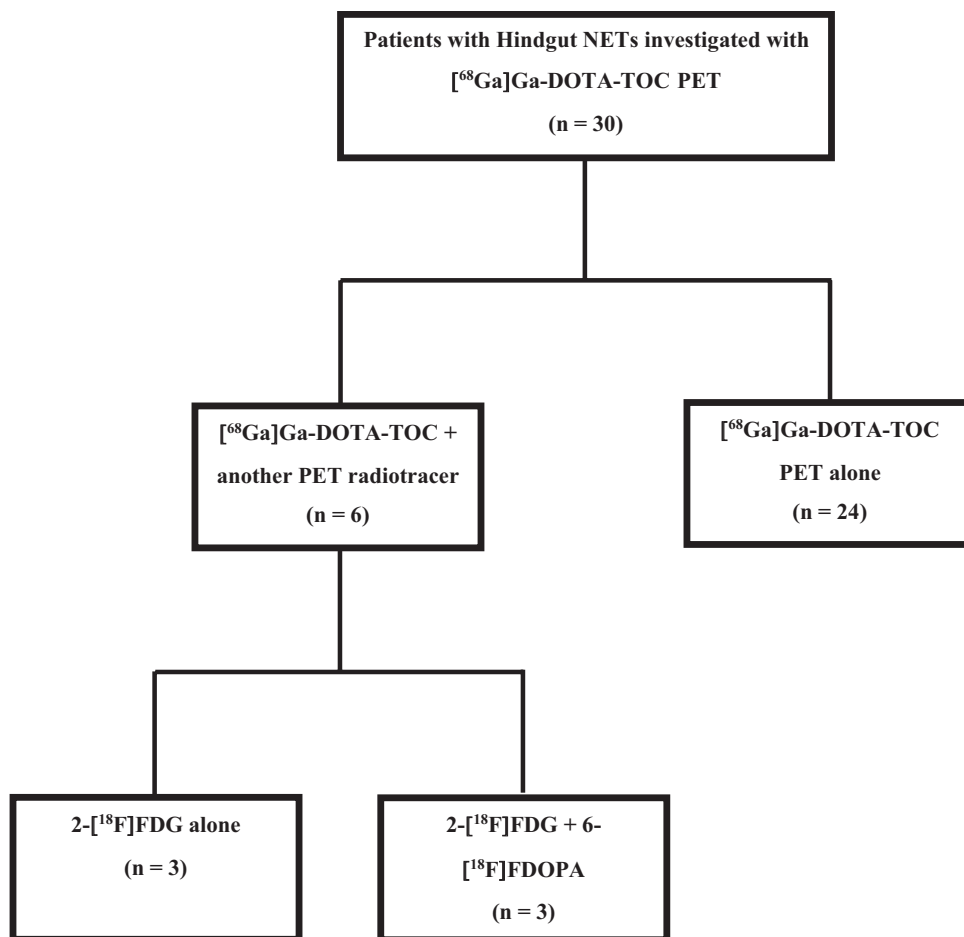 Patients with Hindgut NETs investigated with
[⁶⁸Ga]Ga-DOTA-TOC PET
(n = 30)
[⁶⁸Ga]Ga-DOTA-TOC +
another PET radiotracer
(n = 6)
[⁶⁸Ga]Ga-DOTA-TOC
PET alone
(n = 24)
2-[¹⁸F]FDG alone
(n = 3)
2-[¹⁸F]FDG + 6-
[¹⁸F]FDOPA
(n = 3)